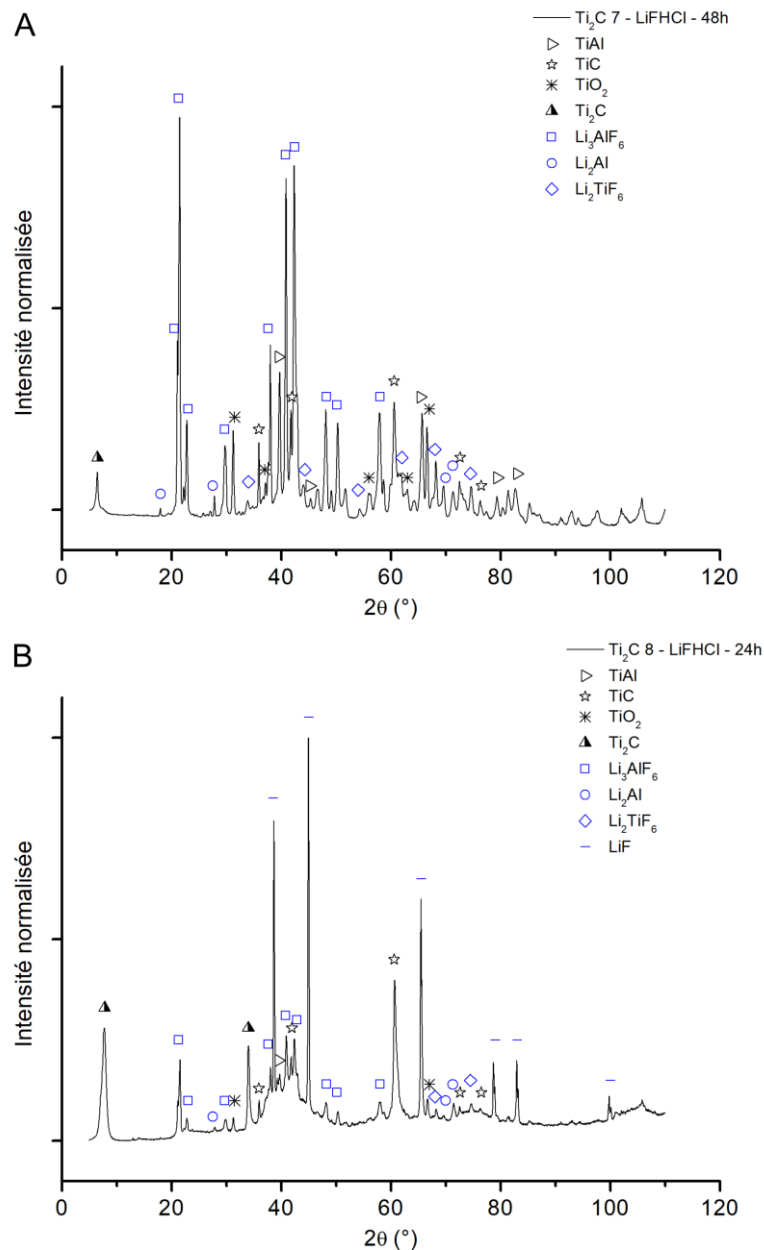 A
Ti₂C 7 - LiFHCl - 48h
TiAl
TiC
TiO₂
Ti₂C
Li₃AlF₆
Li₂Al
Li₂TiF₆
Intensité normalisée
0 20 40 60 80 100 120
2θ (°)
B
Ti₂C 8 - LiFHCl - 24h
TiAl
TiC
TiO₂
Ti₂C
Li₃AlF₆
Li₂Al
Li₂TiF₆
LiF
Intensité normalisée
0 20 40 60 80 100 120
2θ (°)